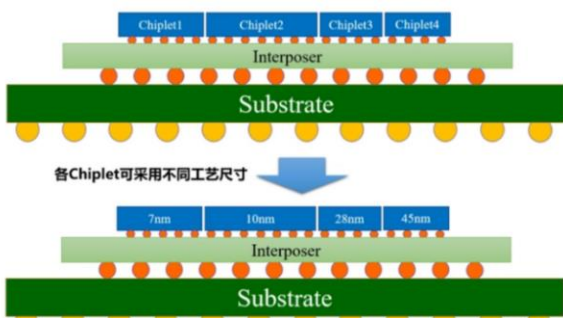 Chiplet1 Chiplet2 Chiplet3 Chiplet4
Interposer
Substrate
各Chiplet可采用不同工艺尺寸
7nm 10nm 28nm 45nm
Interposer
Substrate